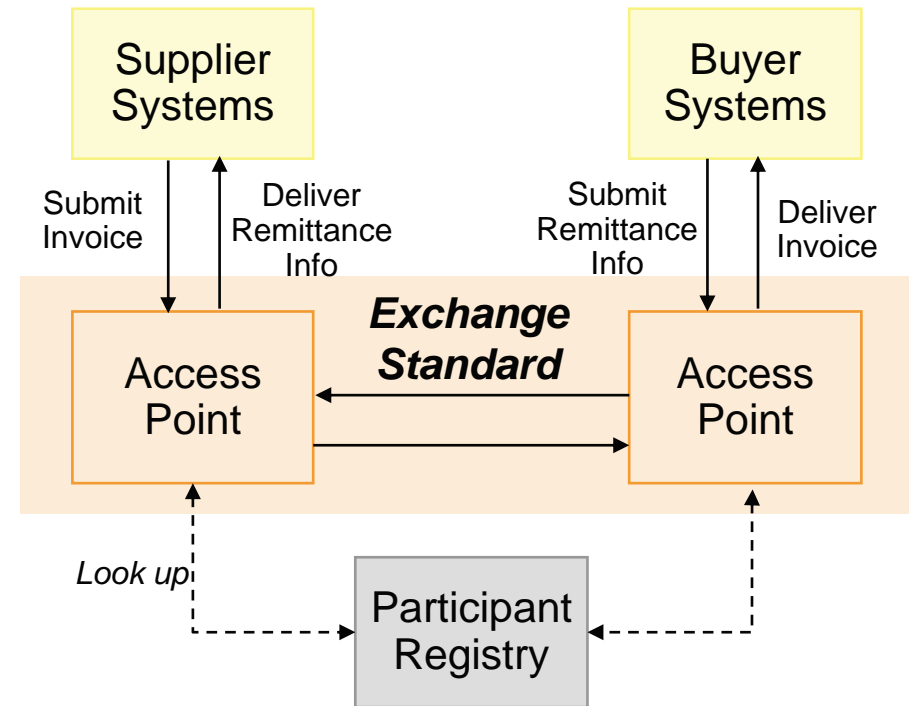 Supplier
Systems
Buyer
Systems
Submit
Invoice
Deliver
Remittance
Info
Submit
Remittance
Info
Deliver
Invoice
Exchange
Standard
Access
Point
Access
Point
Look up
Participant
Registry